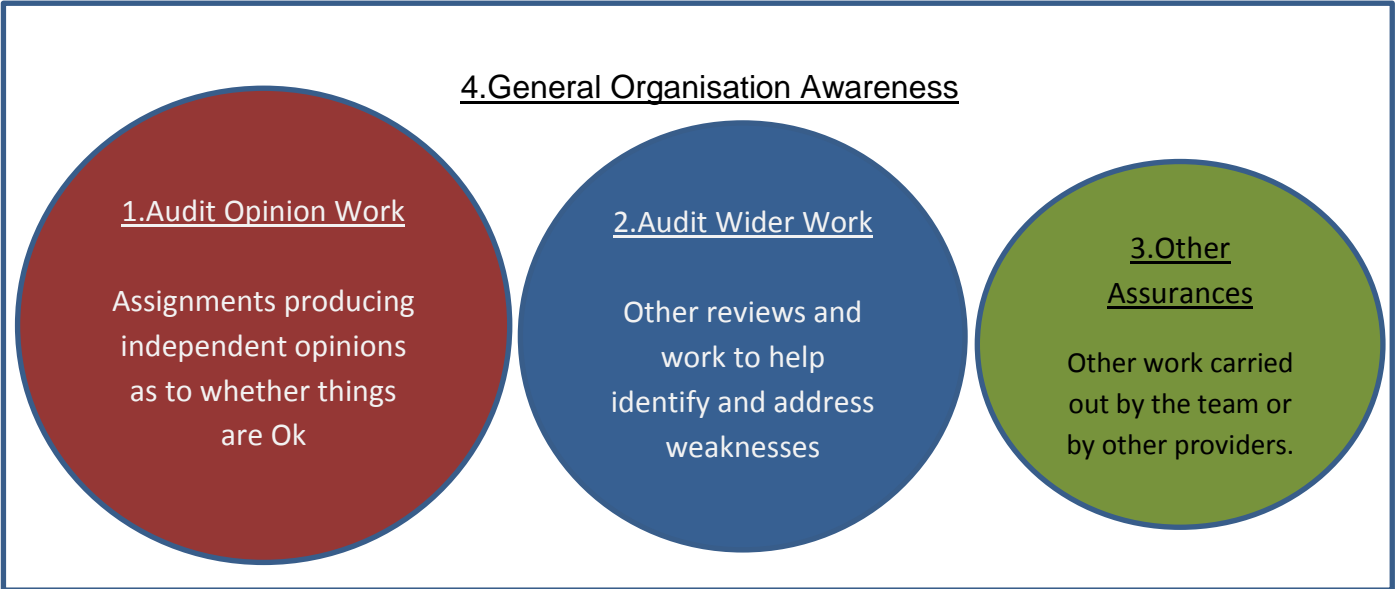 4.General Organisation Awareness
1.Audit Opinion Work
Assignments producing
independent opinions
as to whether things
are Ok
2.Audit Wider Work
Other reviews and
work to help
identify and address
weaknesses
3.Other
Assurances
Other work carried
out by the team or
by other providers.